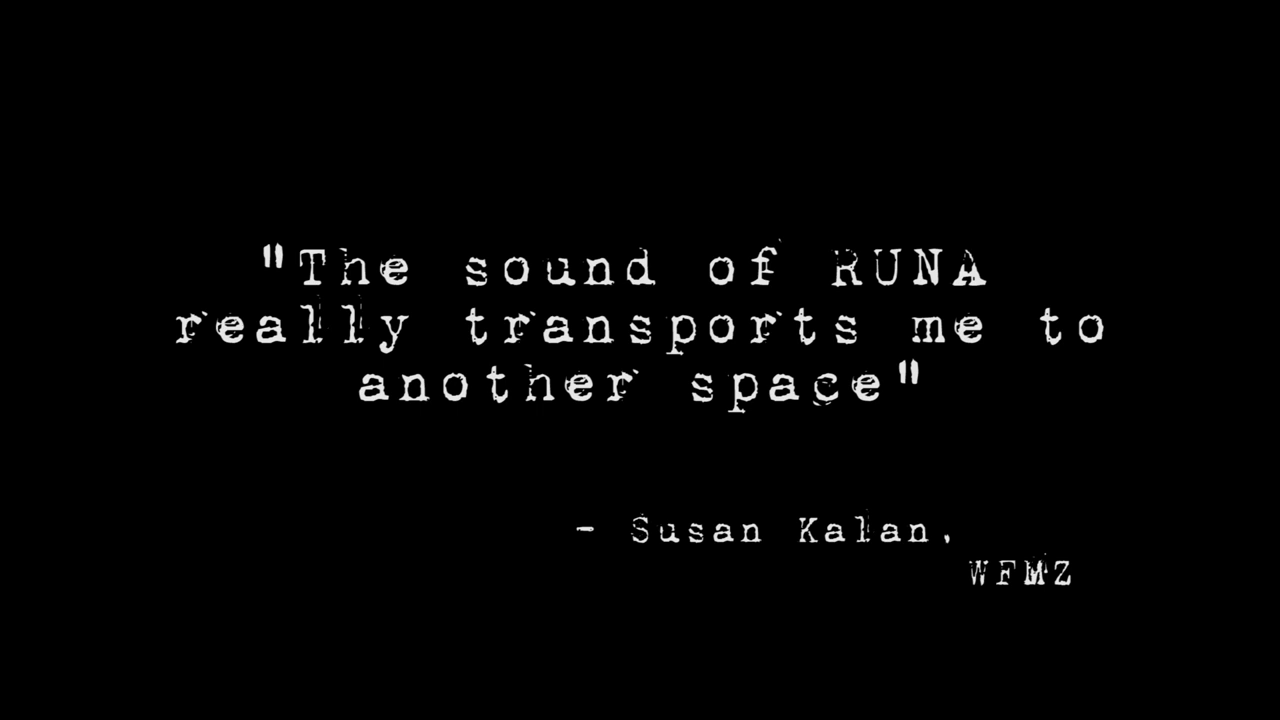 "The sound of RUNA
really transports me to
another space"
- Susan Kalan,
WFMZ